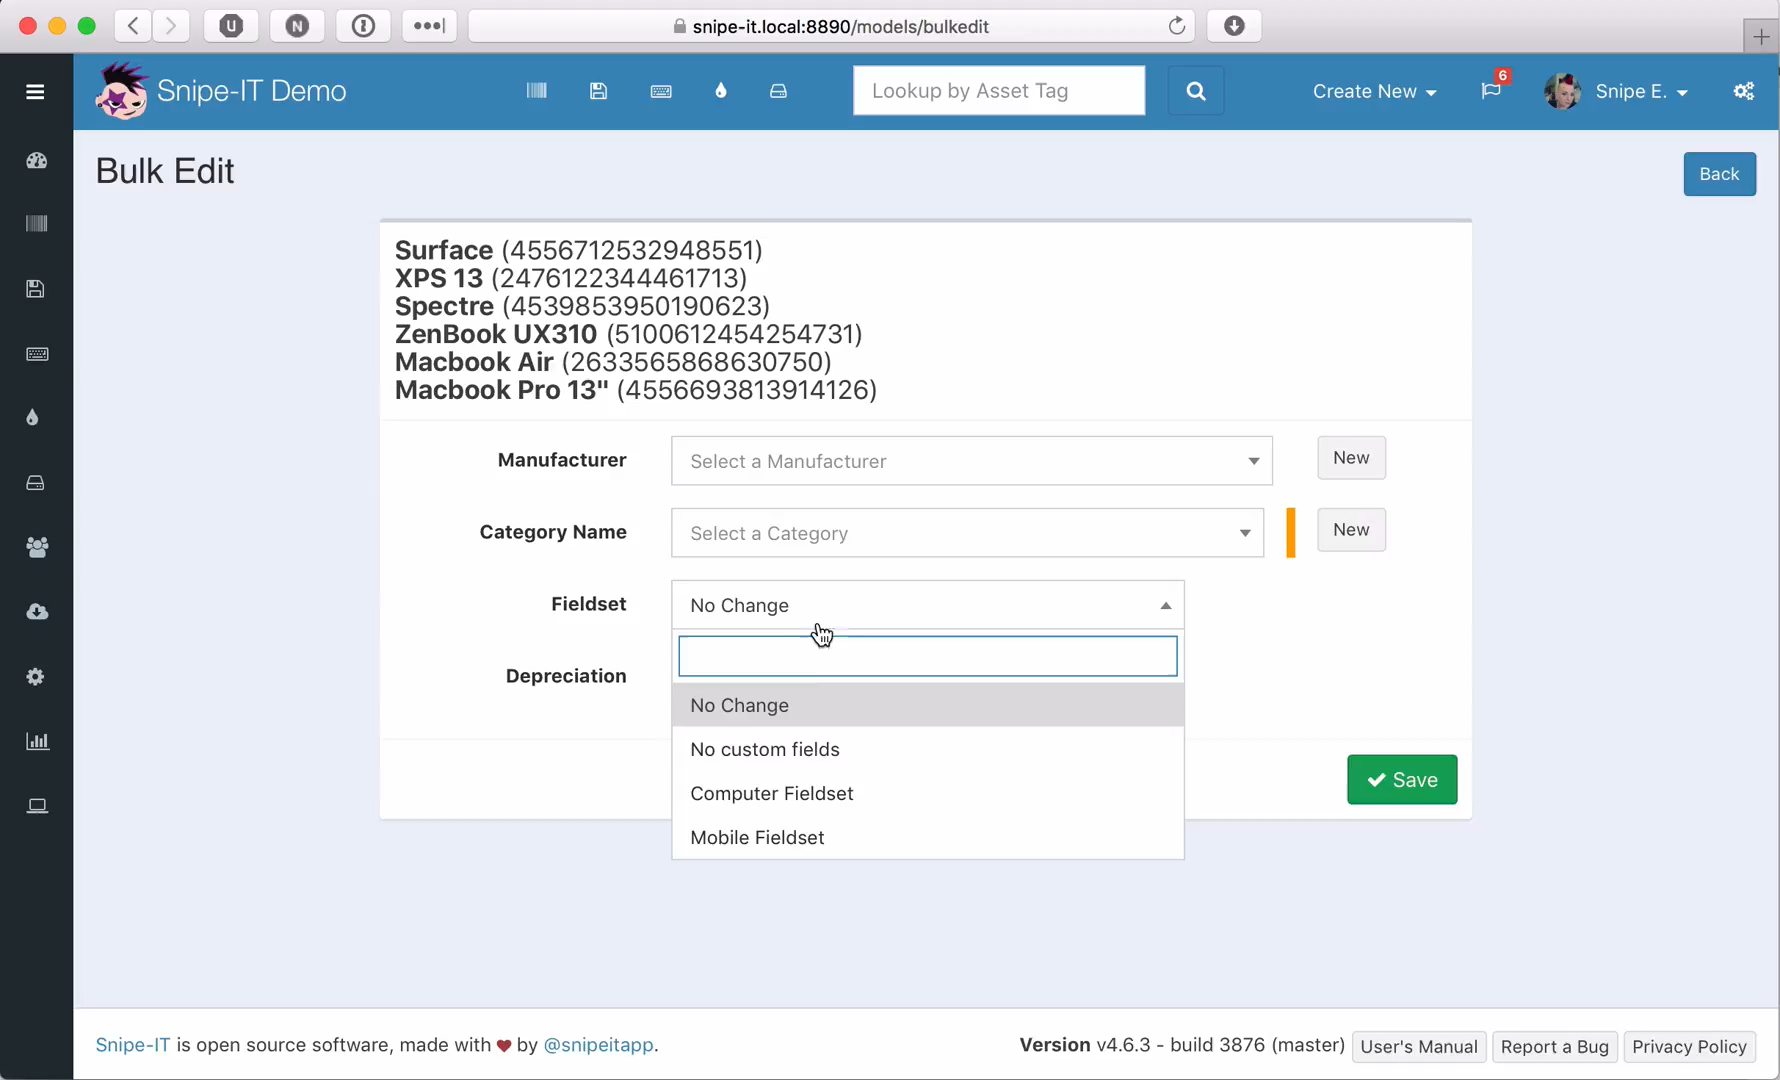 U
N
snipe-it.local:8890/models/bulkedit
Snipe-IT Demo
Lookup by Asset Tag
Create New
6
Snipe E.
Bulk Edit
Back
Surface (4556712532948551)
XPS 13 (2476122344461713)
Spectre (4539853950190623)
ZenBook UX310 (5100612454254731)
Macbook Air (2633565868630750)
Macbook Pro 13" (4556693813914126)
Manufacturer
Select a Manufacturer
New
Category Name
Select a Category
New
Fieldset
No Change
Depreciation
No Change
No custom fields
Computer Fieldset
Mobile Fieldset
Save
Snipe-IT is open source software, made with ♥ by @snipeitapp.
Version v4.6.3 - build 3876 (master)
User's Manual
Report a Bug
Privacy Policy